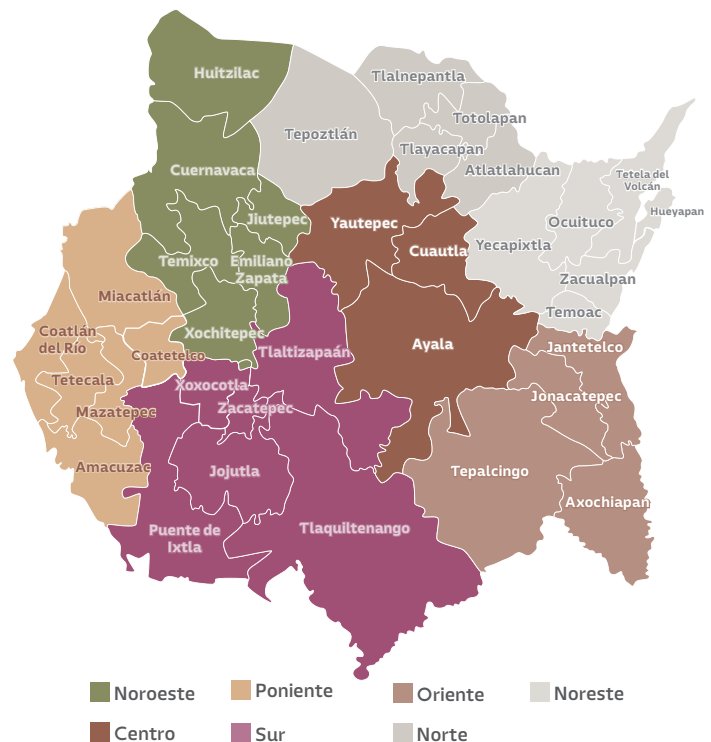 Huitzilac
Tlalnepantla
Totolapan
Tepoztlán
Tlayacapan
Atlatlahucan
Cuernavaca
Tetela del
Volcán
Hueyapan
Jiutepec
Yautepec
Ocuituco
Cuautla
Yecapixtla
Temixco
Emiliano
Zapata
Zacualpan
Miacatlán
Temoac
Coatlán
del Río
Xochitepec
Ayala
Jantetelco
Coatetelco
Tlaltizapaán
Tetecala
Xoxocotla
Jonacatepec
Mazatepec
Zacatepec
Amacuzac
Jojutla
Tepalcingo
Axochiapan
Puente de
Ixtla
Tlaquiltenango
Noroeste
Poniente
Oriente
Noreste
Centro
Sur
Norte